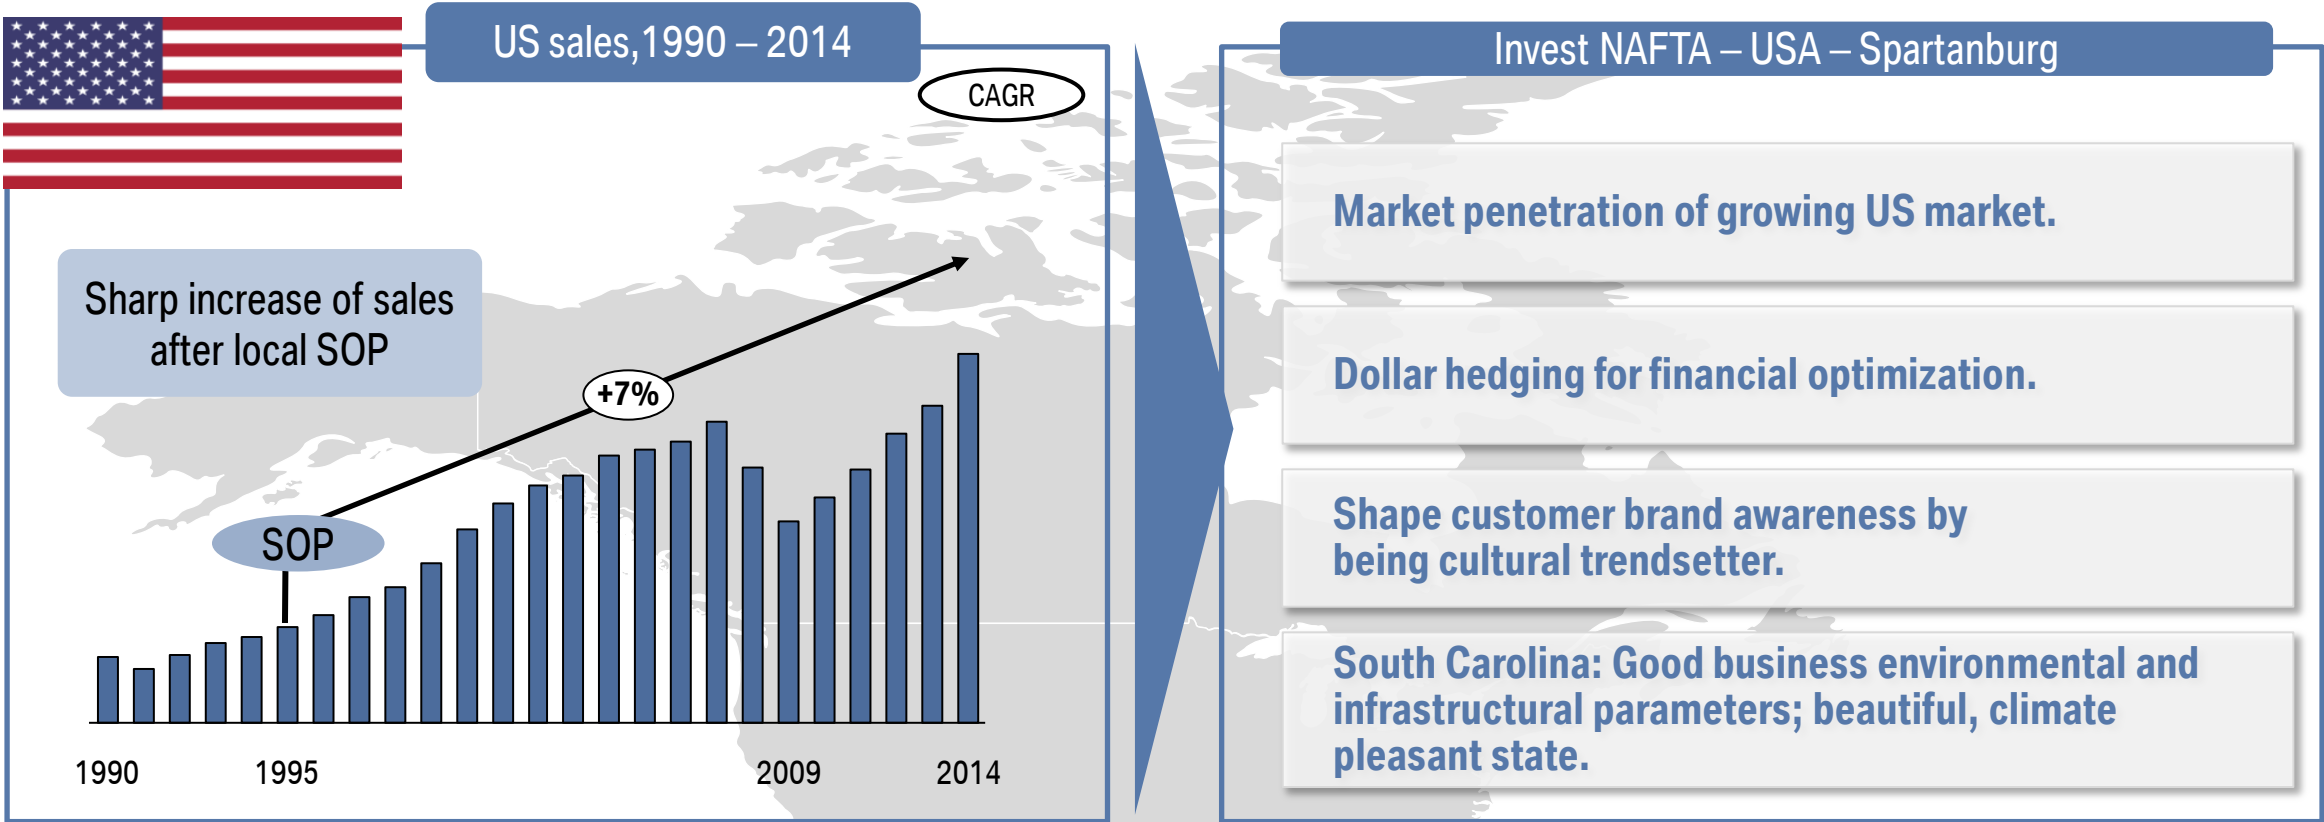 US sales,1990 – 2014
CAGR
Sharp increase of sales
after local SOP
+7%
SOP
1990
1995
2009
2014
Invest NAFTA – USA – Spartanburg
Market penetration of growing US market.
Dollar hedging for financial optimization.
Shape customer brand awareness by
being cultural trendsetter.
South Carolina: Good business environmental and
infrastructural parameters; beautiful, climate
pleasant state.